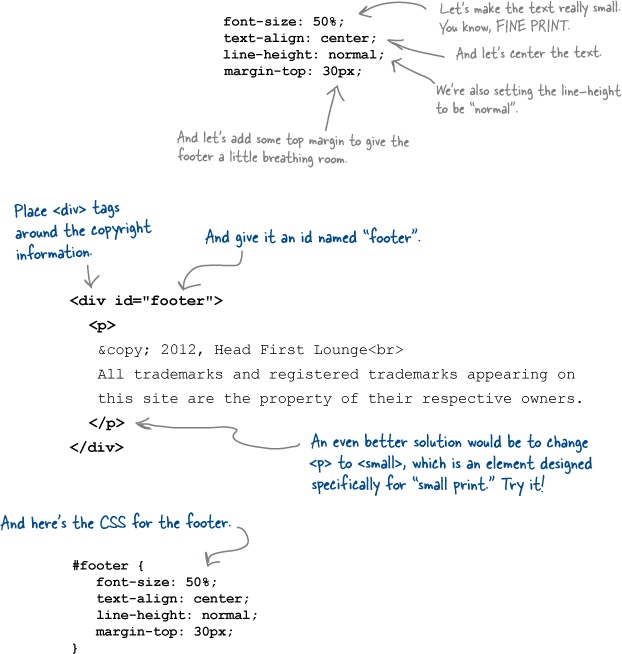 font-size: 50%;
text-align: center;
line-height: normal;
margin-top: 30px;
Let's make the text really small.
You know, FINE PRINT.
And let's center the text.
We're also setting the line-height
to be "normal".
And let's add some top margin to give the
footer a little breathing room.
Place <div> tags
around the copyright
information.
And give it an id named "footer".
<div id="footer">
<p>
&copy; 2012, Head First Lounge<br>
All trademarks and registered trademarks appearing on
this site are the property of their respective owners.
</p>
</div>
An even better solution would be to change
<p> to <small>, which is an element designed
specifically for "small print." Try it!
And here's the CSS for the footer.
#footer {
font-size: 50%;
text-align: center;
line-height: normal;
margin-top: 30px;
}